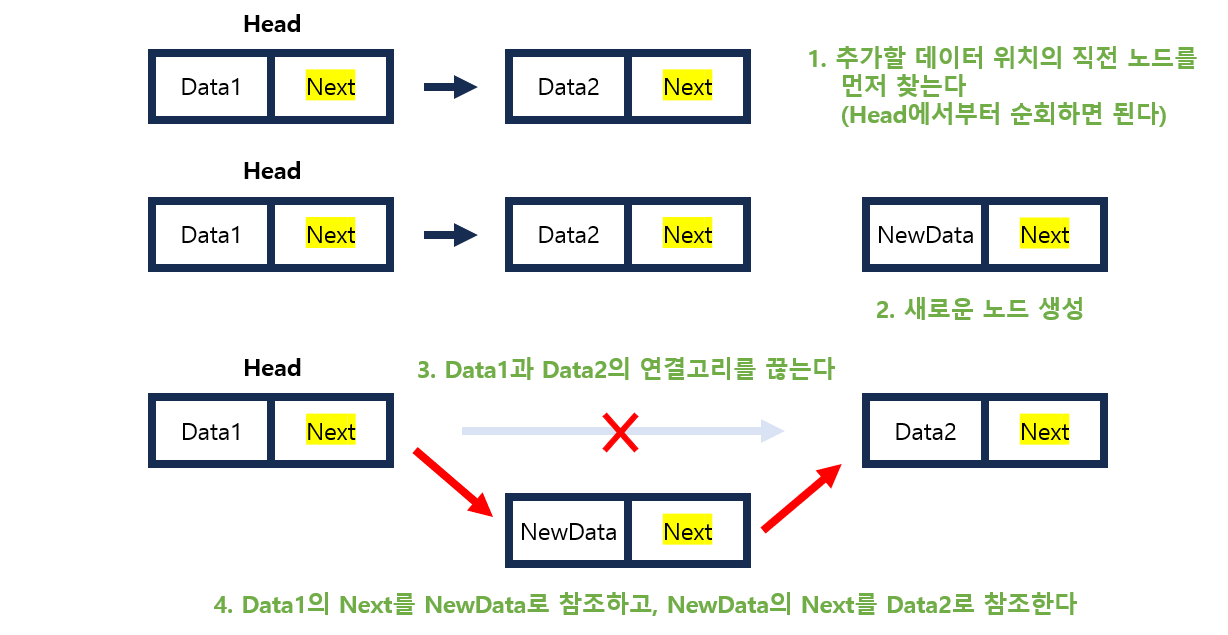 Head
Data1 Next Data2 Next
1. 추가할 데이터 위치의 직전 노드를
먼저 찾는다
(Head에서부터 순회하면 된다)
Head
Data1 Next Data2 Next NewData Next
2. 새로운 노드 생성
Head
3. Data1과 Data2의 연결고리를 끊는다
Data1 Next Data2 Next
NewData Next
4. Data1의 Next를 NewData로 참조하고, NewData의 Next를 Data2로 참조한다